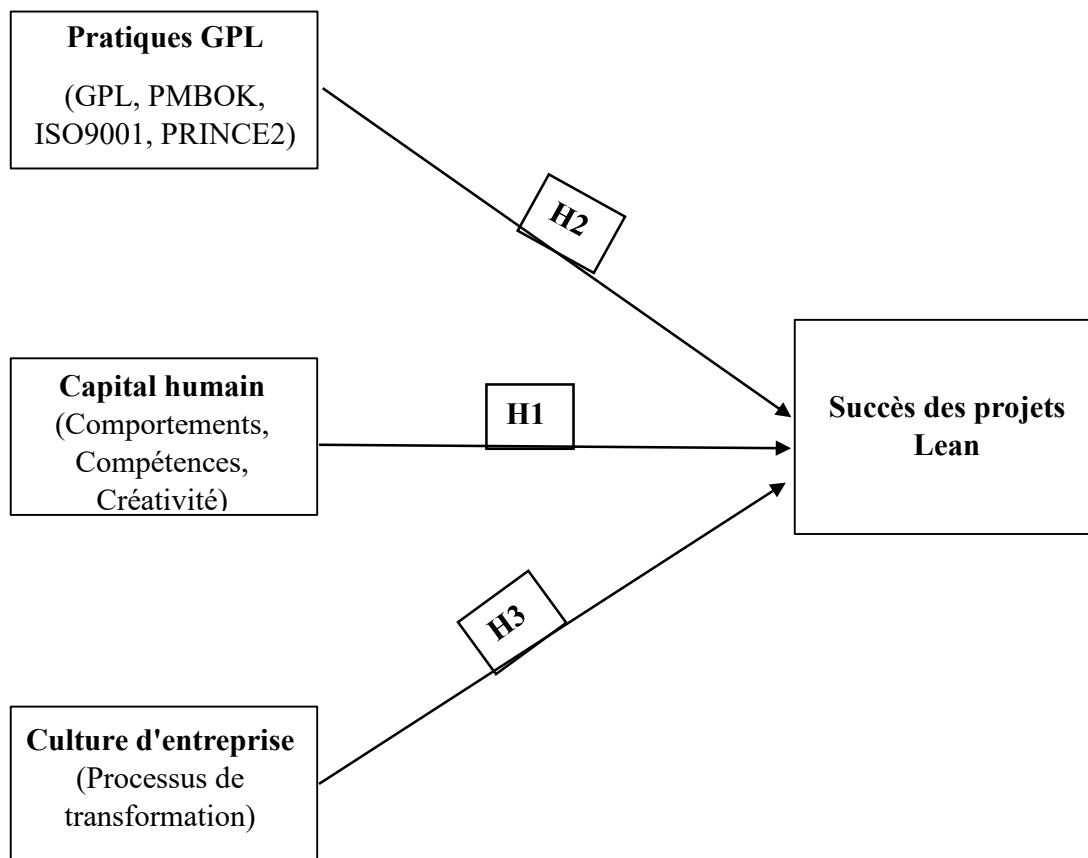 Pratiques GPL
(GPL, PMBOK,
ISO9001, PRINCE2)
H2
Capital humain
(Comportements,
Compétences,
Créativité)
H1
Succès des projets
Lean
H3
Culture d'entreprise
(Processus de
transformation)